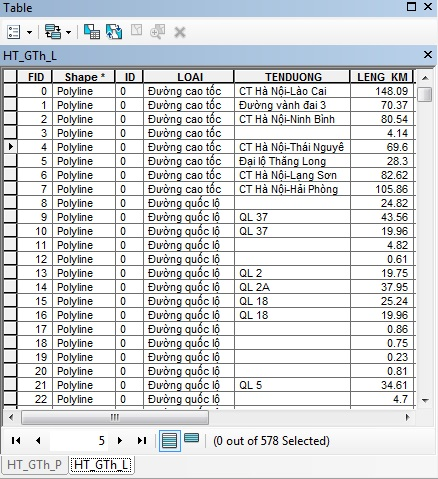 Table
HT_GTh_L
FID Shape * ID LOAI TENDUONG LENG_KM
0 Polyline 0 Đường cao tốc CT Hà Nội-Lào Cai 148.09
1 Polyline 0 Đường cao tốc Đường vành đai 3 70.37
2 Polyline 0 Đường cao tốc CT Hà Nội-Ninh Bình 80.54
3 Polyline 0 Đường cao tốc 4.14
4 Polyline 0 Đường cao tốc CT Hà Nội-Thái Nguyê 69.6
5 Polyline 0 Đường cao tốc Đại lộ Thăng Long 28.3
6 Polyline 0 Đường cao tốc CT Hà Nội-Lạng Sơn 82.62
7 Polyline 0 Đường cao tốc CT Hà Nội-Hải Phòng 105.86
8 Polyline 0 Đường quốc lộ 24.82
9 Polyline 0 Đường quốc lộ QL 37 43.56
10 Polyline 0 Đường quốc lộ QL 37 19.96
11 Polyline 0 Đường quốc lộ 4.82
12 Polyline 0 Đường quốc lộ 0.61
13 Polyline 0 Đường quốc lộ QL 2 19.75
14 Polyline 0 Đường quốc lộ QL 2A 37.95
15 Polyline 0 Đường quốc lộ QL 18 25.24
16 Polyline 0 Đường quốc lộ QL 18 19.96
17 Polyline 0 Đường quốc lộ 0.86
18 Polyline 0 Đường quốc lộ 0.75
19 Polyline 0 Đường quốc lộ 0.23
20 Polyline 0 Đường quốc lộ 0.81
21 Polyline 0 Đường quốc lộ QL 5 34.61
22 Polyline 0 Đường quốc lộ 4.7
5 (0 out of 578 Selected)
HT_GTh_P HT_GTh_L